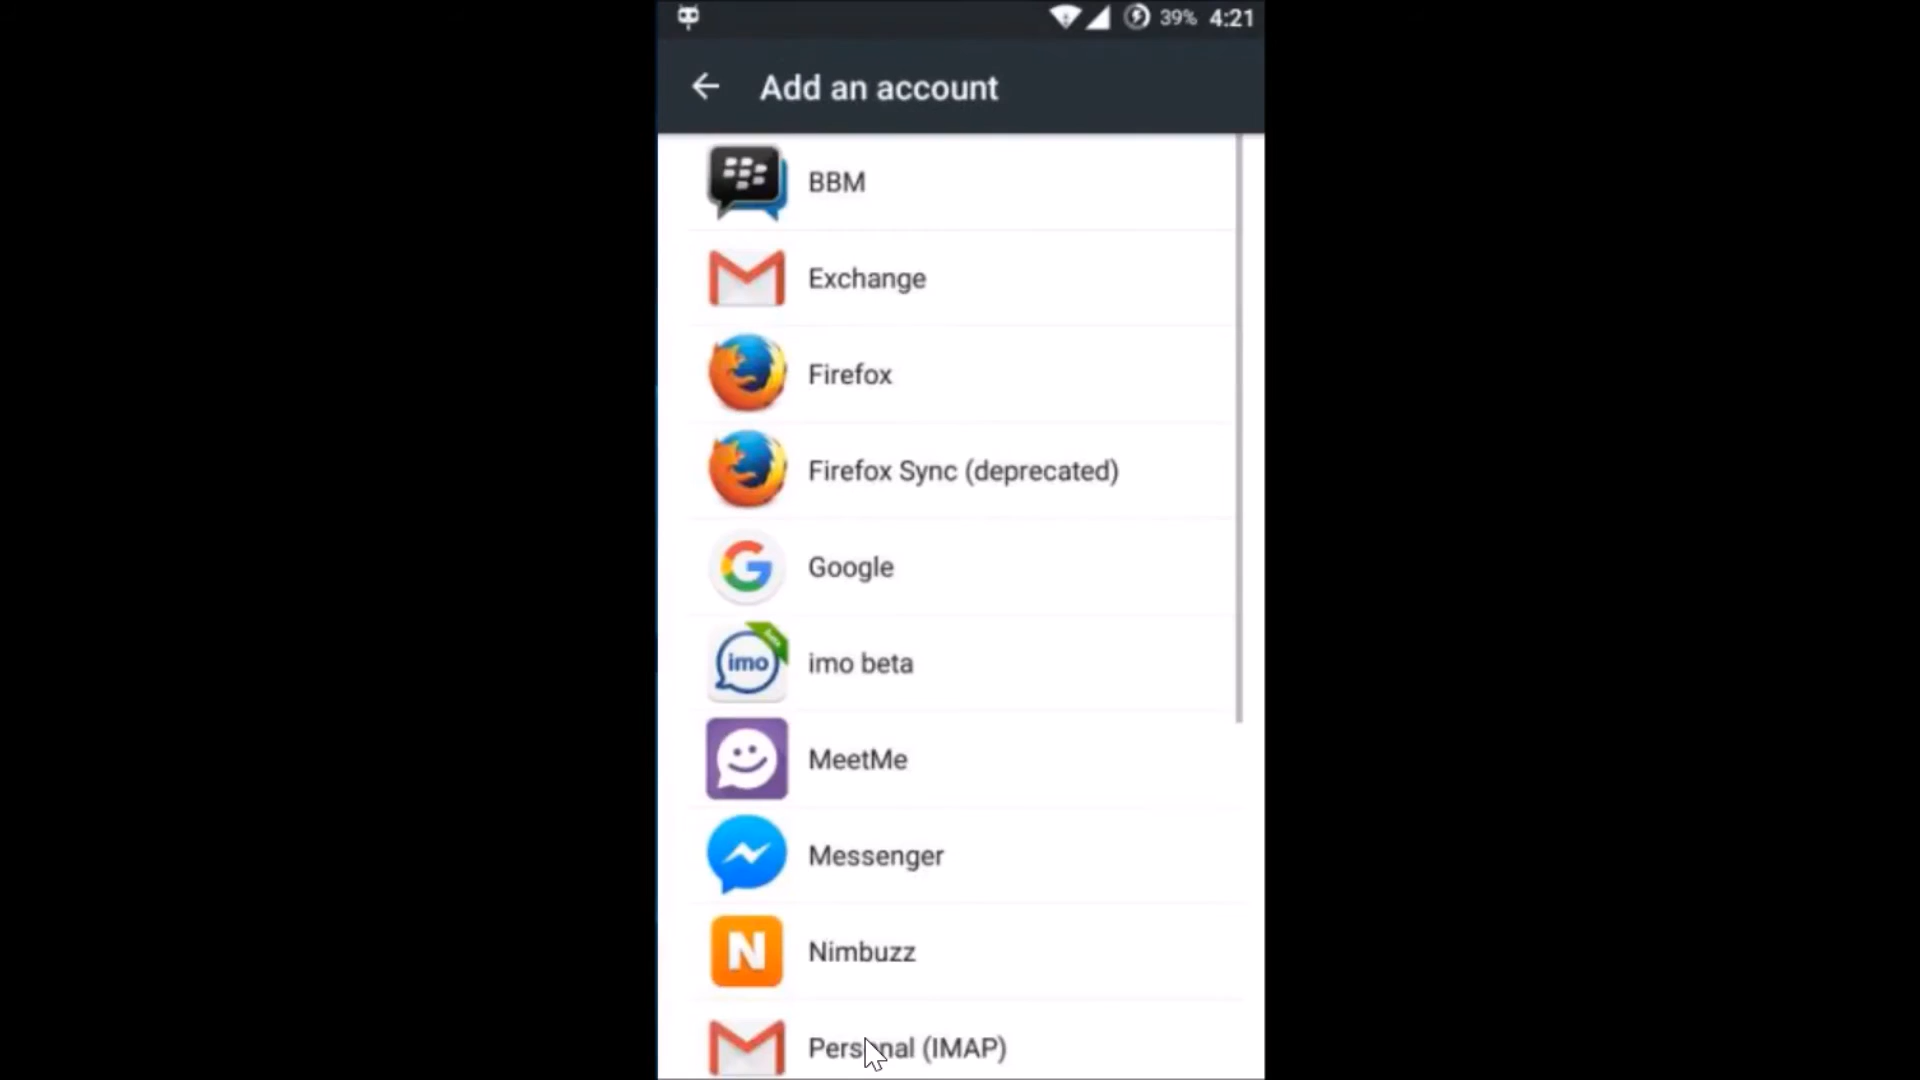 39% 4:21
Add an account
BBM
Exchange
Firefox
Firefox Sync (deprecated)
Google
imo imo beta
MeetMe
Messenger
N Nimbuzz
Personal (IMAP)